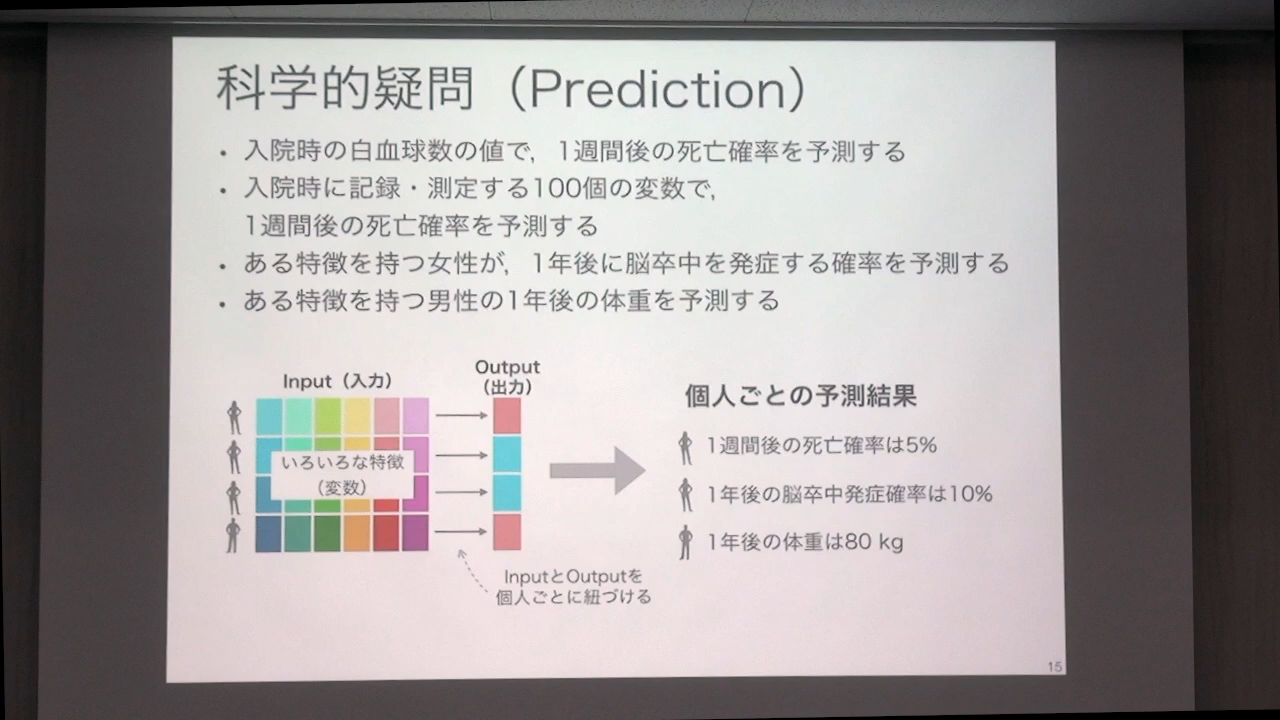 科学的疑問（Prediction）
・ 入院時の白血球数の値で，1週間後の死亡確率を予測する
・ 入院時に記録・測定する100個の変数で，
1週間後の死亡確率を予測する
・ ある特徴を持つ女性が，1年後に脳卒中を発症する確率を予測する
・ ある特徴を持つ男性の1年後の体重を予測する
Input（入力）
Output
（出力）
いろいろな特徴
（変数）
InputとOutputを
個人ごとに紐づける
個人ごとの予測結果
1週間後の死亡確率は5%
1年後の脳卒中発症確率は10%
1年後の体重は80 kg
15